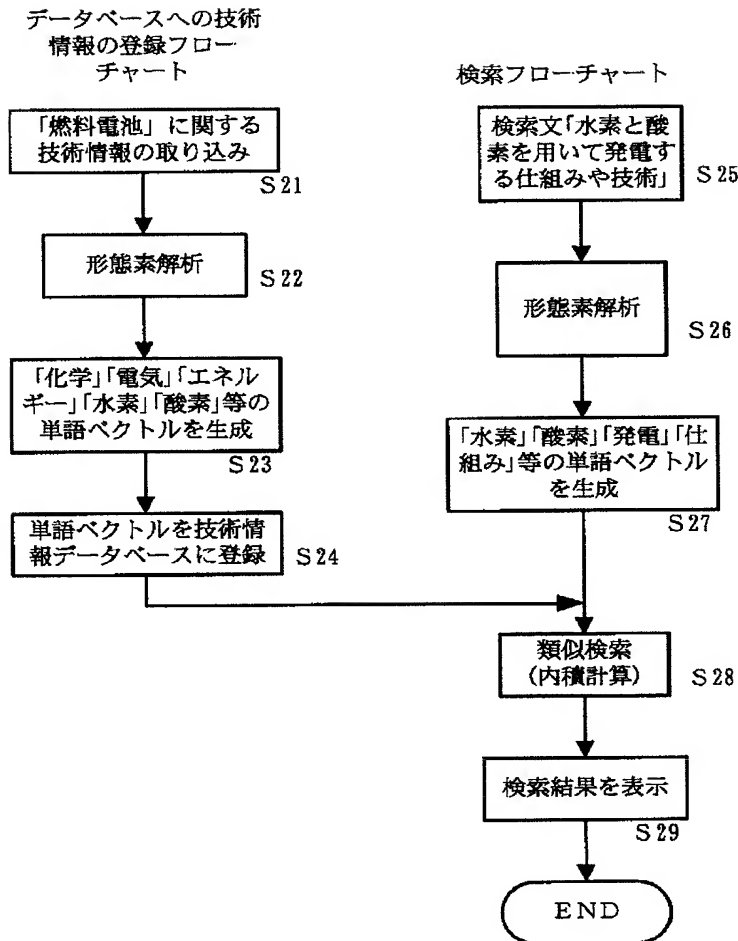 データベースへの技術
情報の登録フロー
チャート
「燃料電池」に関する
技術情報の取り込み
S21
形態素解析
S22
「化学」「電気」「エネル
ギー」「水素」「酸素」等の
単語ベクトルを生成
S23
単語ベクトルを技術情
報データベースに登録
S24
検索フローチャート
検索文「水素と酸
素を用いて発電す
る仕組みや技術」
S25
形態素解析
S26
「水素」「酸素」「発電」「仕
組み」等の単語ベクトル
を生成
S27
類似検索
(内積計算)
S28
検索結果を表示
S29
END